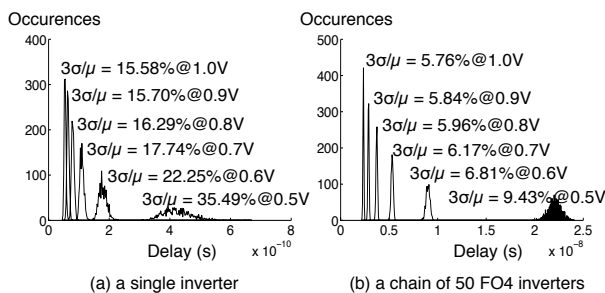 Occurences
400
300
200
100
0
3σ/μ = 15.58%@1.0V
3σ/μ = 15.70%@0.9V
3σ/μ = 16.29%@0.8V
3σ/μ = 17.74%@0.7V
3σ/μ = 22.25%@0.6V
3σ/μ = 35.49%@0.5V
0 2 4 6 8
Delay (s)
x 10⁻¹⁰
(a) a single inverter
Occurences
500
400
300
200
100
0
3σ/μ = 5.76%@1.0V
3σ/μ = 5.84%@0.9V
3σ/μ = 5.96%@0.8V
3σ/μ = 6.17%@0.7V
3σ/μ = 6.81%@0.6V
3σ/μ = 9.43%@0.5V
0 0.5 1 1.5 2 2.5
Delay (s)
x 10⁻⁸
(b) a chain of 50 FO4 inverters